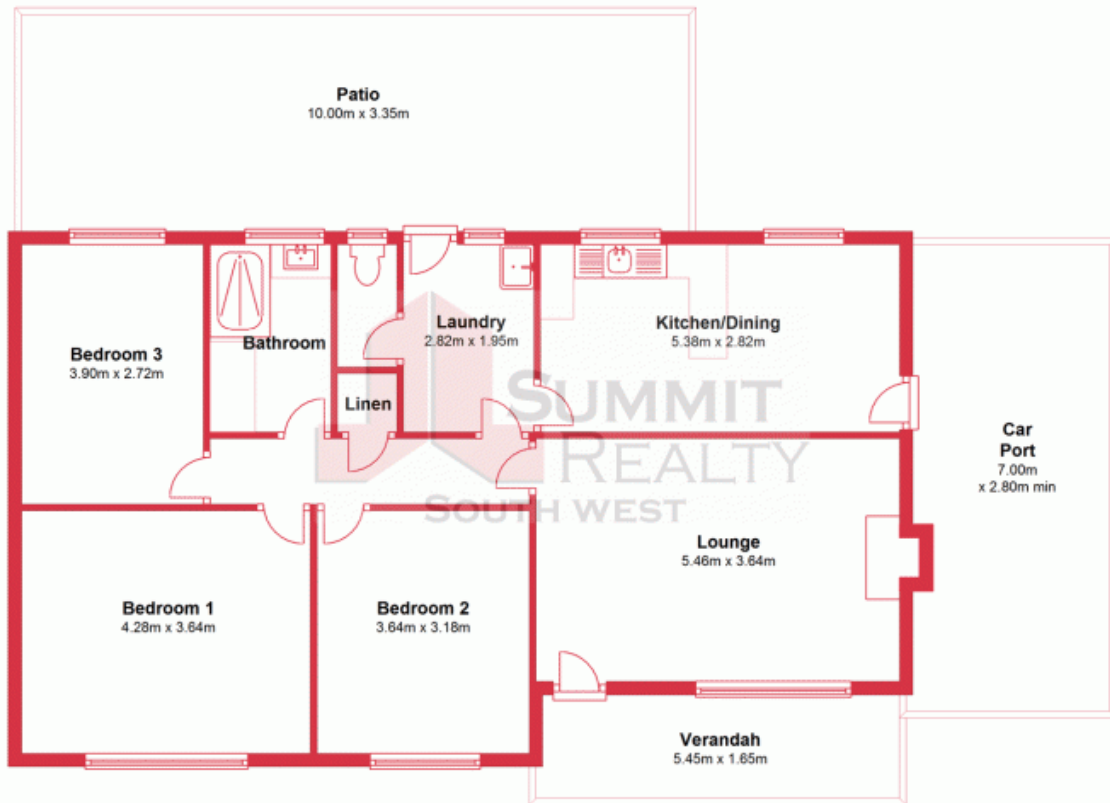 Patio
10.00m x 3.35m
Bedroom 3
3.90m x 2.72m
Bathroom
Linen
Laundry
2.82m x 1.95m
Kitchen/Dining
5.38m x 2.82m
Car
Port
7.00m
x 2.80m min
SUMMIT
REALTY
SOUTH WEST
Lounge
5.46m x 3.64m
Bedroom 1
4.28m x 3.64m
Bedroom 2
3.64m x 3.18m
Verandah
5.45m x 1.65m